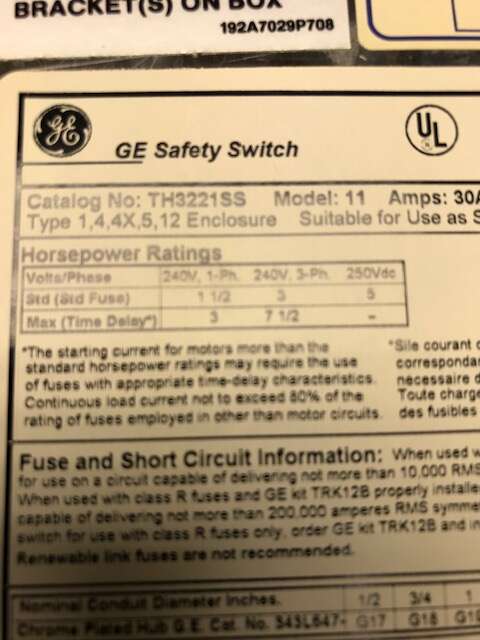 BRACKET(S) ON BOX
192A7029P708
GE
UL
GE Safety Switch
Catalog No: TH3221SS Model: 11 Amps: 30A
Type 1,4,4X,5,12 Enclosure Suitable for Use as S
Horsepower Ratings
Volts/Phase 240V, 1-Ph. 240V, 3-Ph. 250Vdc
Std (Std Fuse) 1 1/2 3 5
Max (Time Delay*) 3 7 1/2 -
*The starting current for motors more than the
standard horsepower ratings may require the use
of fuses with appropriate time-delay characteristics.
Continuous load current not to exceed 80% of the
rating of fuses employed in other than motor circuits.
*Si le courant
correspondan
necessaire d
Toute charge
des fusibles
Fuse and Short Circuit Information: When used w
for use on a circuit capable of delivering not more than 10,000 RMS
When used with class R fuses and GE kit TRK12B properly installe
capable of delivering not more than 200,000 amperes RMS symme
switch for use with class R fuses only, order GE kit TRK12B and in
Renewable link fuses are not recommended.
Nominal Conduit Diameter Inches. 1/2 3/4 1
Chrome Plated Hub G.E. Cat. No. 343L647- G17 G18